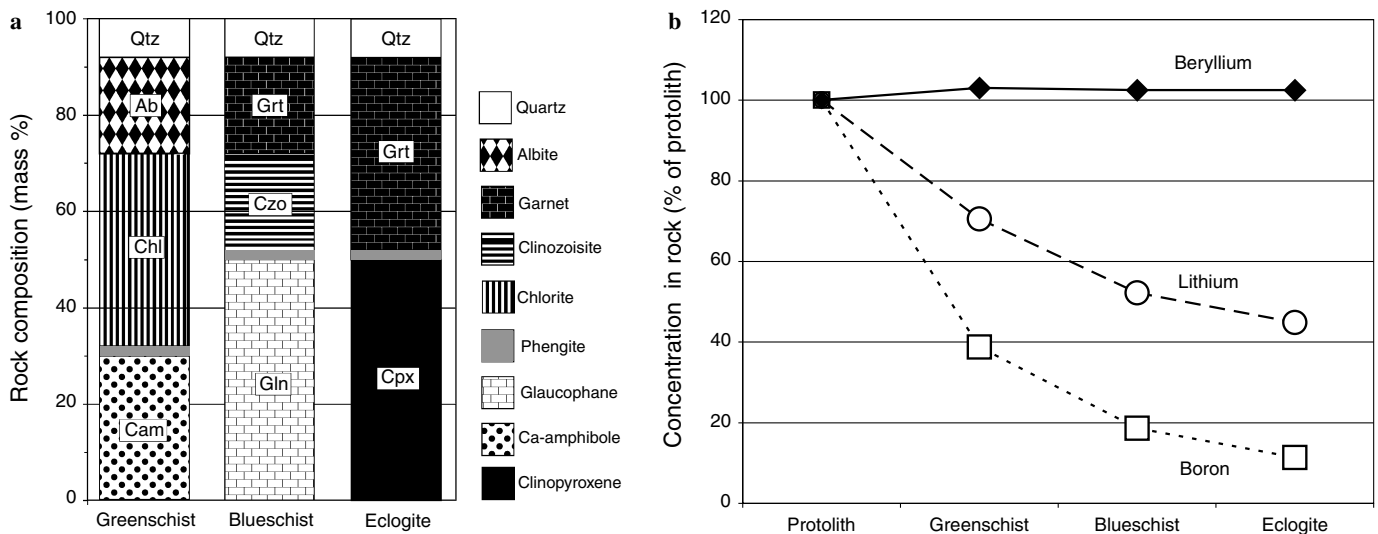 a
100
80
60
40
20
0
Rock composition (mass %)
Qtz
Qtz
Qtz
Ab
Grt
Grt
Chl
Czo
Cam
Gln
Cpx
Greenschist
Blueschist
Eclogite
Quartz
Albite
Garnet
Clinozoisite
Chlorite
Phengite
Glaucophane
Ca-amphibole
Clinopyroxene
b
120
100
80
60
40
20
0
Concentration in rock (% of protolith)
Beryllium
Lithium
Boron
Protolith
Greenschist
Blueschist
Eclogite